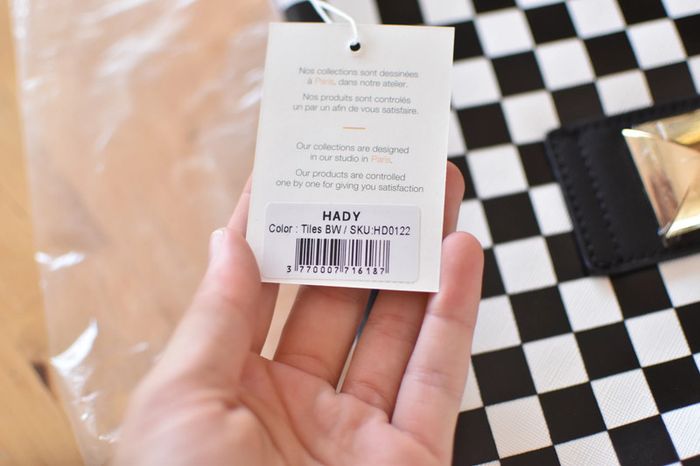 Nos collections sont dessinées
à Paris, dans notre atelier.
Nos produits sont controlés
un par un afin de vous satisfaire.
Our collections are designed
in our studio in Paris.
Our products are controlled
one by one for giving you satisfaction
HADY
Color : Tiles BW / SKU:HD0122
3 770007 716187